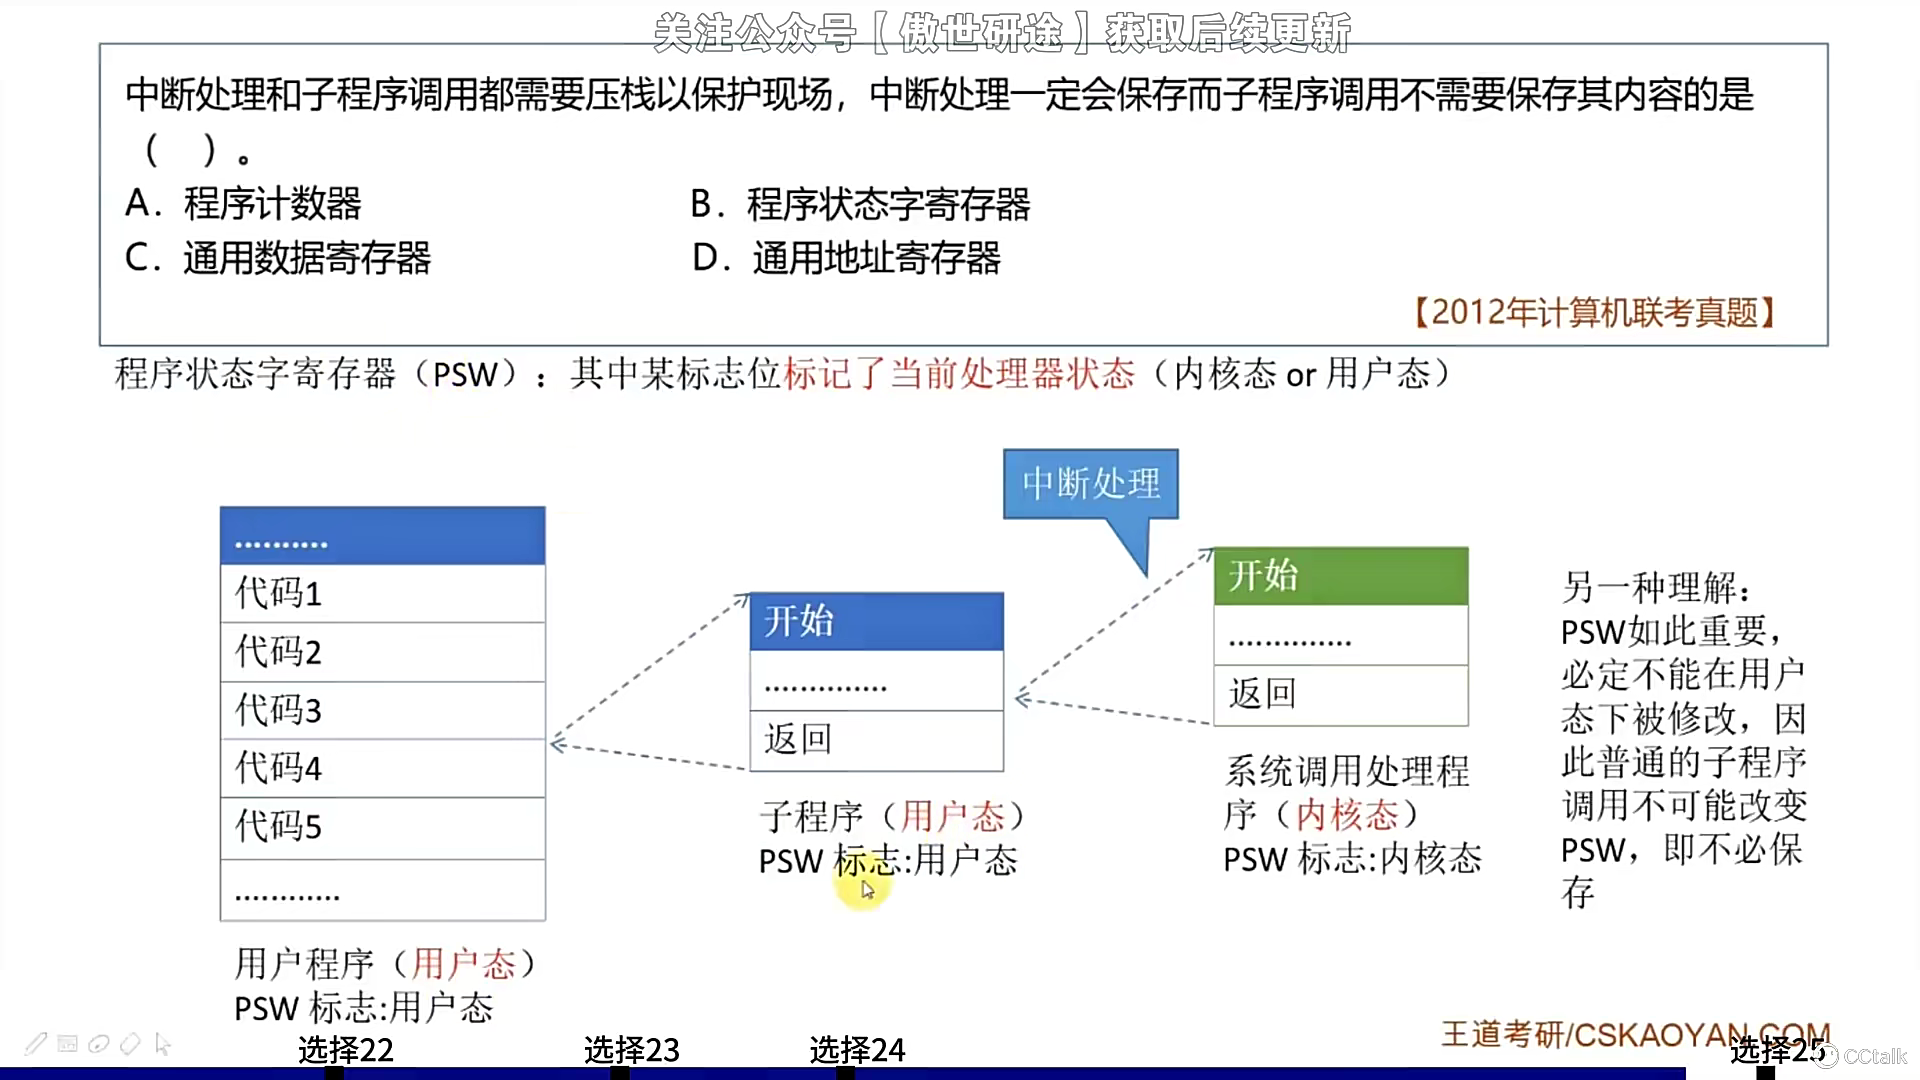 关注公众号【傲世研途】获取后续更新
中断处理和子程序调用都需要压栈以保护现场，中断处理一定会保存而子程序调用不需要保存其内容的是
（ ）。
A．程序计数器
B．程序状态字寄存器
C．通用数据寄存器
D．通用地址寄存器
【2012年计算机联考真题】
程序状态字寄存器（PSW）：其中某标志位标记了当前处理器状态（内核态 or 用户态）
中断处理
..........
代码1
代码2
代码3
代码4
代码5
............
用户程序（用户态）
PSW 标志:用户态
开始
..............
返回
子程序（用户态）
PSW 标志:用户态
开始
..............
返回
系统调用处理程
序（内核态）
PSW 标志:内核态
另一种理解：
PSW如此重要，
必定不能在用户
态下被修改，因
此普通的子程序
调用不可能改变
PSW，即不必保
存
王道考研/CSKAOYAN.COM
选择22
选择23
选择24
选择25
CCtalk